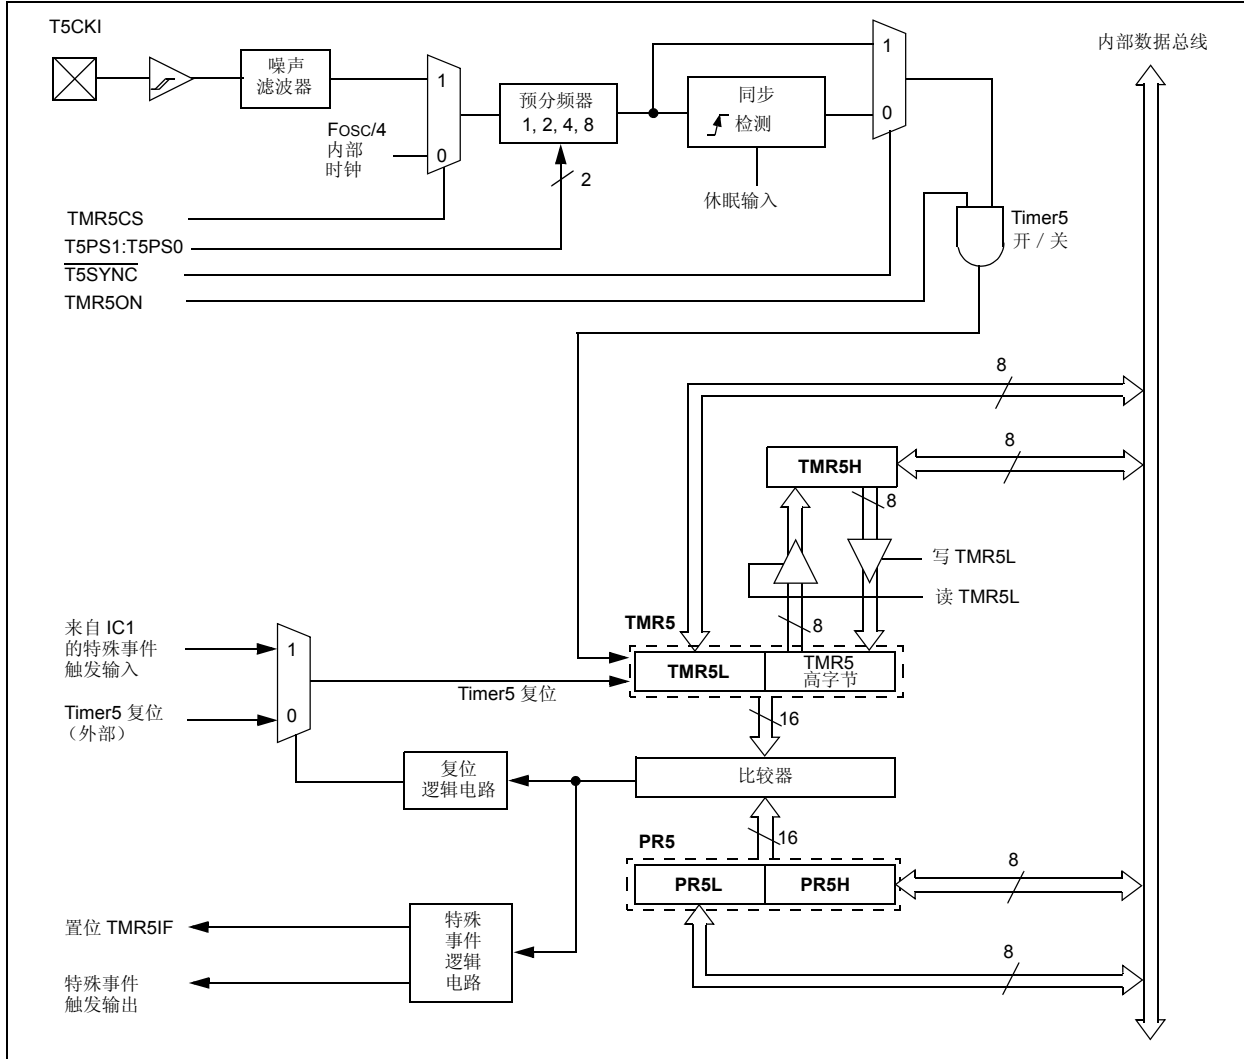 T5CKI
噪声
滤波器
1
0
FOSC/4
内部
时钟
预分频器
1, 2, 4, 8
2
同步
检测
休眠输入
1
0
内部数据总线
TMR5CS
T5PS1:T5PS0
T5SYNC
TMR5ON
Timer5
开 / 关
8
8
TMR5H
8
写 TMR5L
读 TMR5L
8
TMR5
TMR5L
TMR5
高字节
来自 IC1
的特殊事件
触发输入
1
0
Timer5 复位
Timer5 复位
（外部）
16
复位
逻辑电路
比较器
16
PR5
PR5L
PR5H
8
8
置位 TMR5IF
特殊事件
触发输出
特殊
事件
逻辑
电路